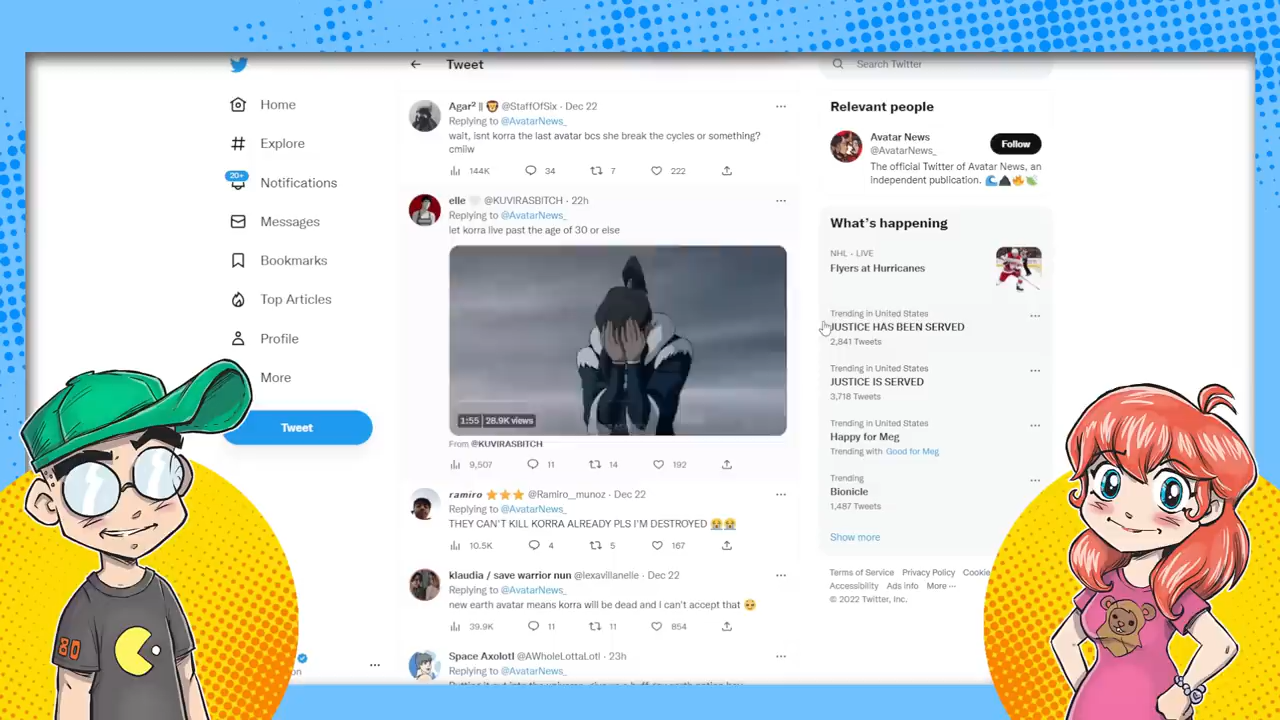 Home
Explore
20+
Notifications
Messages
Bookmarks
Top Articles
Profile
More
Tweet
Tweet
Agar² || 🦁 @StaffOfSix · Dec 22
Replying to @AvatarNews_
wait, isnt korra the last avatar bcs she break the cycles or something?
cmiiw
144K 34 7 222
elle 🤍 @KUVIRASBITCH · 22h
Replying to @AvatarNews_
let korra live past the age of 30 or else
1:55 28.9K views
From @KUVIRASBITCH
9,507 11 14 192
ramiro ⭐⭐⭐ @Ramiro__munoz · Dec 22
Replying to @AvatarNews_
THEY CAN'T KILL KORRA ALREADY PLS I'M DESTROYED 😭😭
10.5K 4 5 167
klaudia / save warrior nun @lexavillanelle · Dec 22
Replying to @AvatarNews_
new earth avatar means korra will be dead and I can't accept that 🥺
39.9K 11 11 854
Space Axolotl @AWholeLottaLotl · 23h
Replying to @AvatarNews_
Search Twitter
Relevant people
Avatar News
@AvatarNews_
Follow
The official Twitter of Avatar News, an
independent publication. 🌊⛰🔥🍃
What's happening
NHL · LIVE
Flyers at Hurricanes
Trending in United States
JUSTICE HAS BEEN SERVED
2,841 Tweets
Trending in United States
JUSTICE IS SERVED
3,718 Tweets
Trending in United States
Happy for Meg
Trending with Good for Meg
Trending
Bionicle
1,487 Tweets
Show more
Terms of Service Privacy Policy Cookie
Accessibility Ads info More ···
© 2022 Twitter, Inc.
80